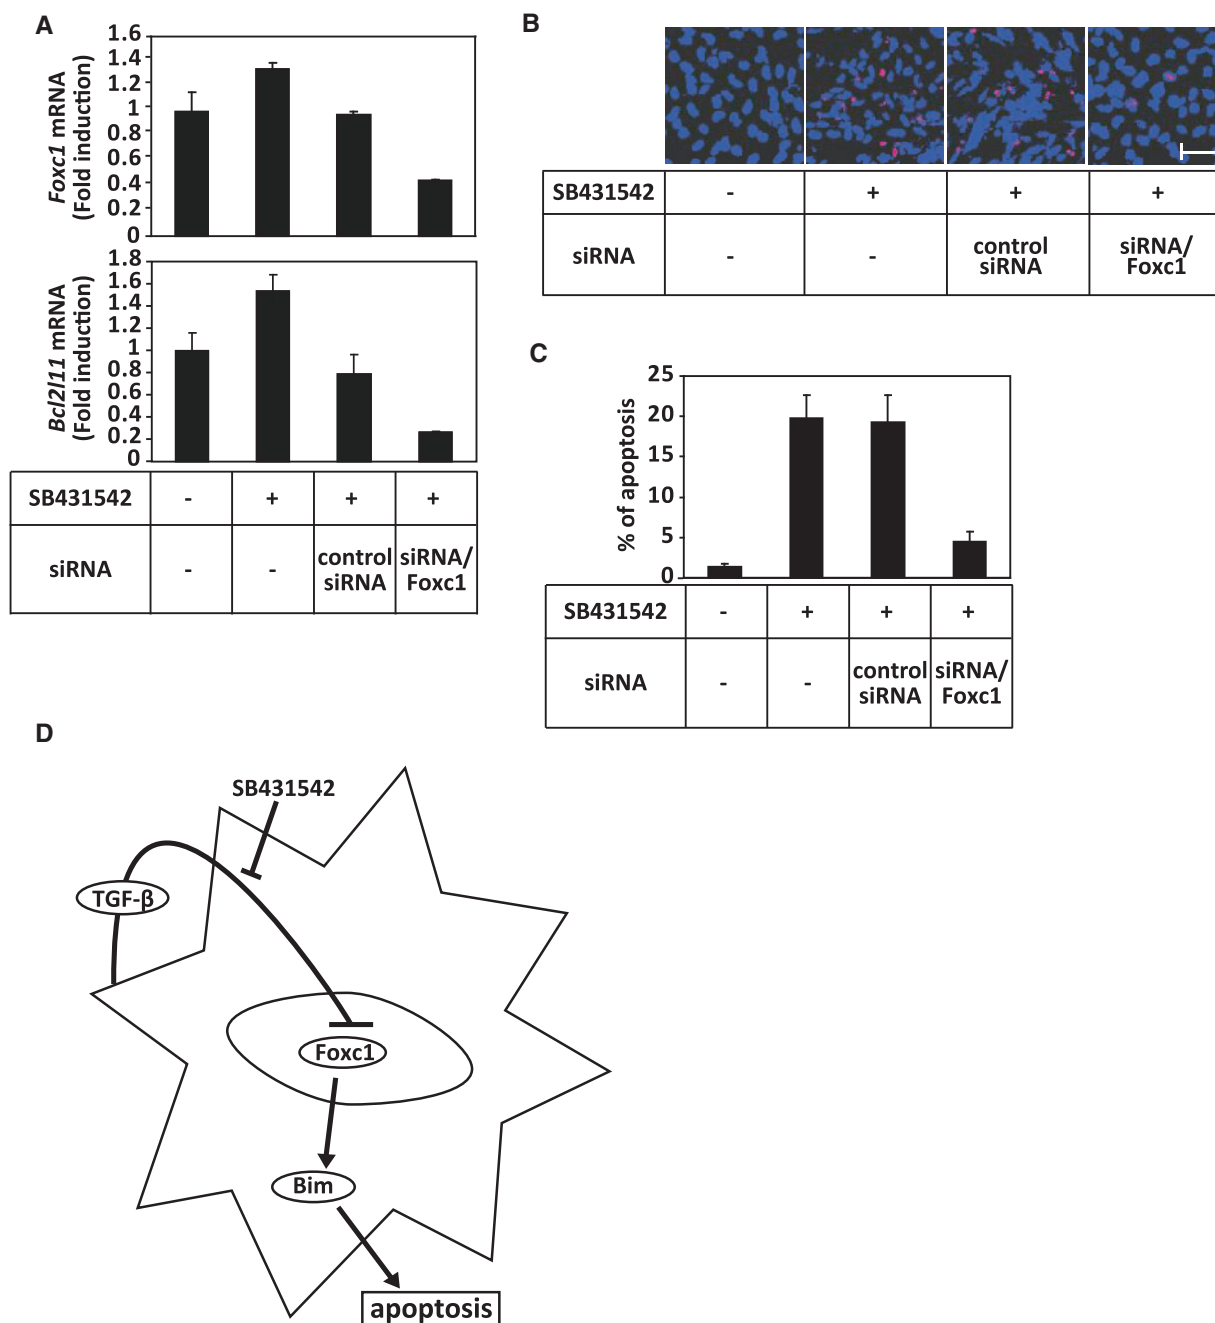 A
Foxc1 mRNA
(Fold induction)
1.6
1.4
1.2
1
0.8
0.6
0.4
0.2
0
Bcl2l11 mRNA
(Fold induction)
1.8
1.6
1.4
1.2
1
0.8
0.6
0.4
0.2
0
SB431542 - + + +
siRNA - - control siRNA siRNA/ Foxc1
B
SB431542 - + + +
siRNA - - control siRNA siRNA/ Foxc1
C
% of apoptosis
25
20
15
10
5
0
SB431542 - + + +
siRNA - - control siRNA siRNA/ Foxc1
D
SB431542
TGF-β
Foxc1
Bim
apoptosis